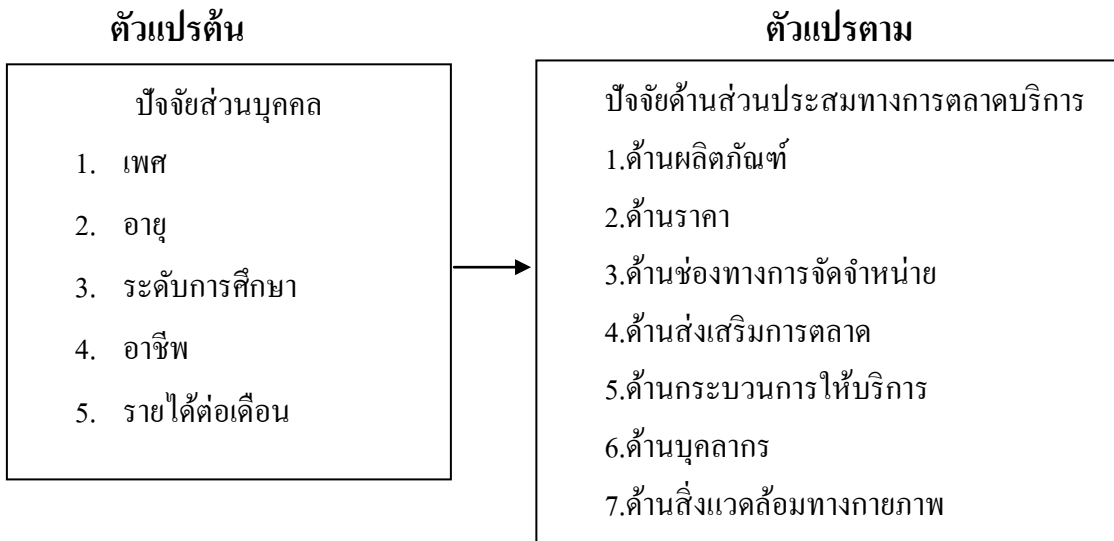 ตัวแปรต้น
ปัจจัยส่วนบุคคล
1. เพศ
2. อายุ
3. ระดับการศึกษา
4. อาชีพ
5. รายได้ต่อเดือน
ตัวแปรตาม
ปัจจัยด้านส่วนประสมทางการตลาดบริการ
1.ด้านผลิตภัณฑ์
2.ด้านราคา
3.ด้านช่องทางการจัดจำหน่าย
4.ด้านส่งเสริมการตลาด
5.ด้านกระบวนการให้บริการ
6.ด้านบุคลากร
7.ด้านสิ่งแวดล้อมทางกายภาพ